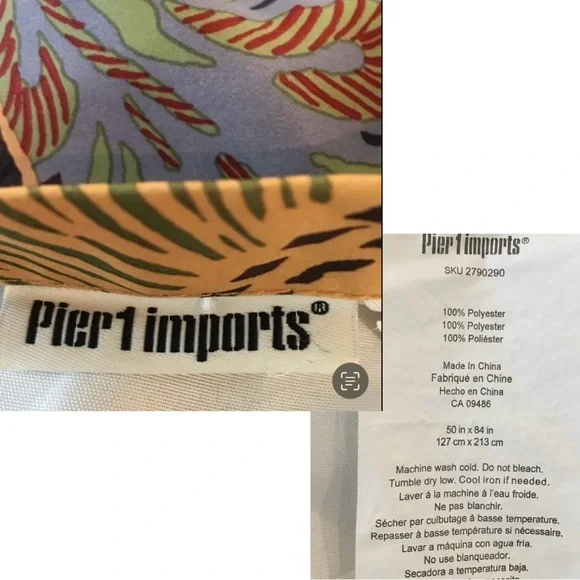 Pier1 imports®
Pier1 imports®
SKU 2790290
100% Polyester
100% Polyester
100% Poliéster
Made In China
Fabriqué en Chine
Hecho en China
CA 09486
50 in x 84 in
127 cm x 213 cm
Machine wash cold. Do not bleach.
Tumble dry low. Cool iron if needed.
Laver à la machine à l'eau froide.
Ne pas blanchir.
Sécher par culbutage à basse temperature.
Repasser à basse température si nécessaire.
Lavar a máquina con agua fria.
No use blanqueador.
Secadora a temperatura baja.